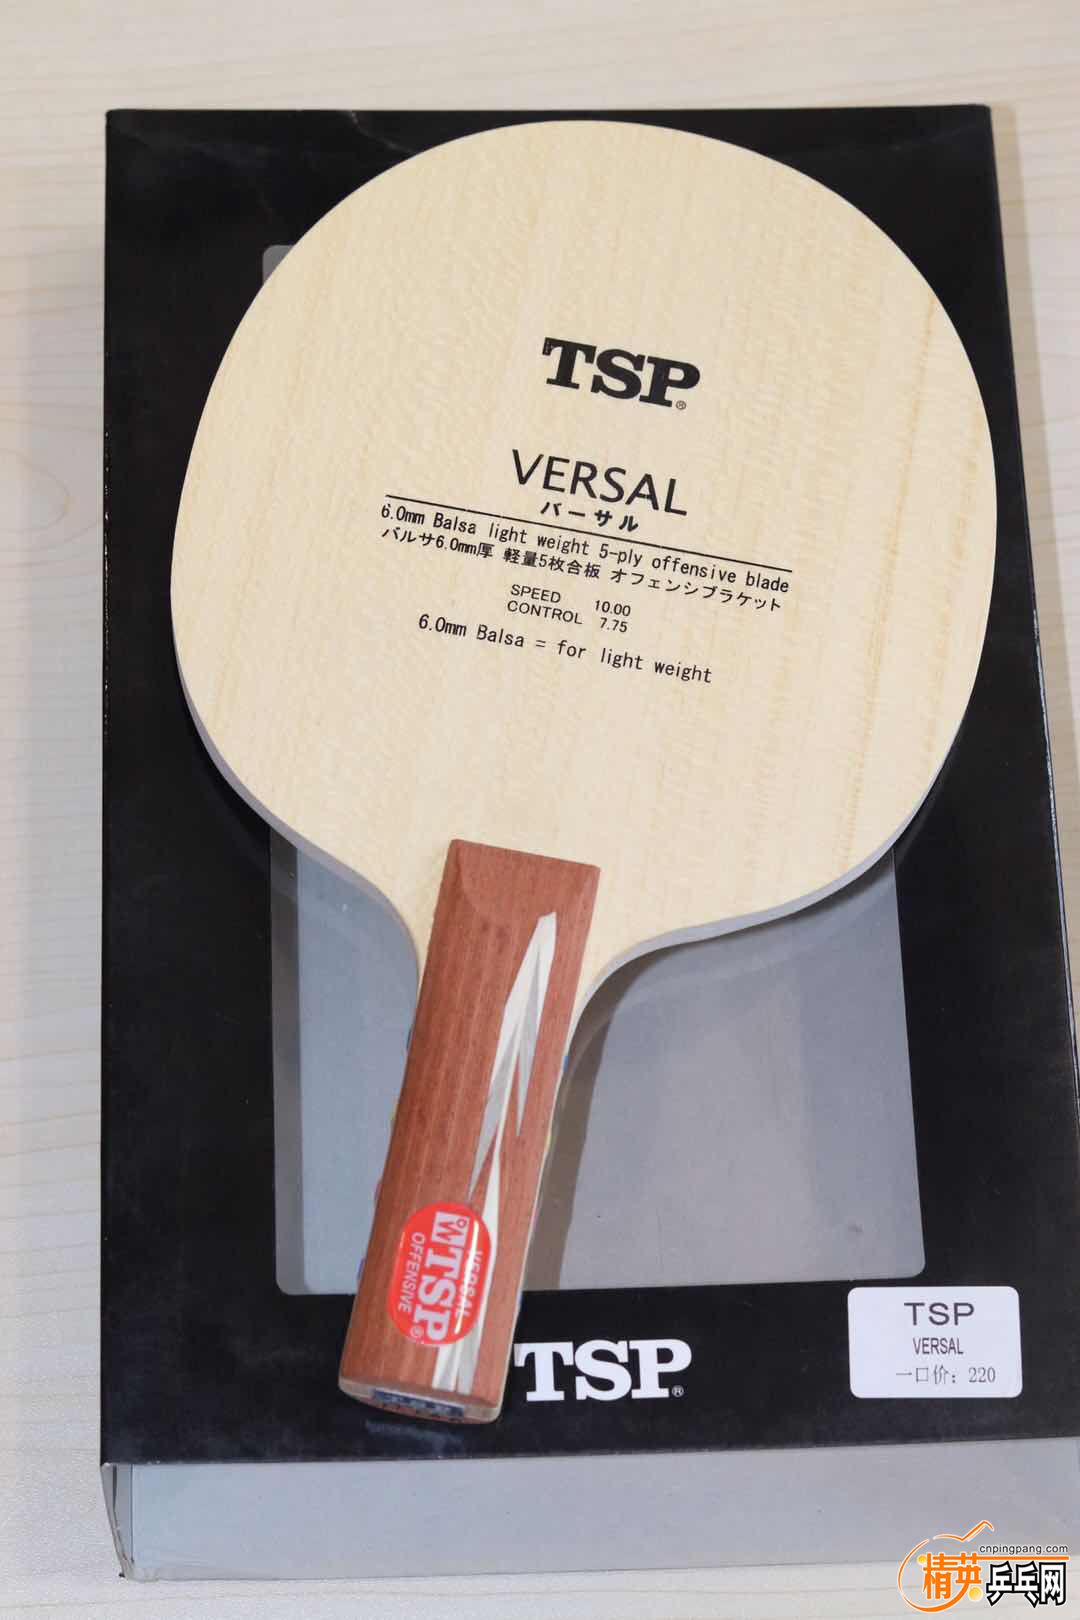 TSP®
VERSAL
バーサル
6.0mm Balsa light weight 5-ply offensive blade
バルサ6.0mm厚 軽量5枚合板 オフェンシブラケット
SPEED 10.00
CONTROL 7.75
6.0mm Balsa = for light weight
VERSAL
TSP®
OFFENSIVE
TSP®
TSP
VERSAL
一口价：220
cnpingpang.com
精英乒乓网